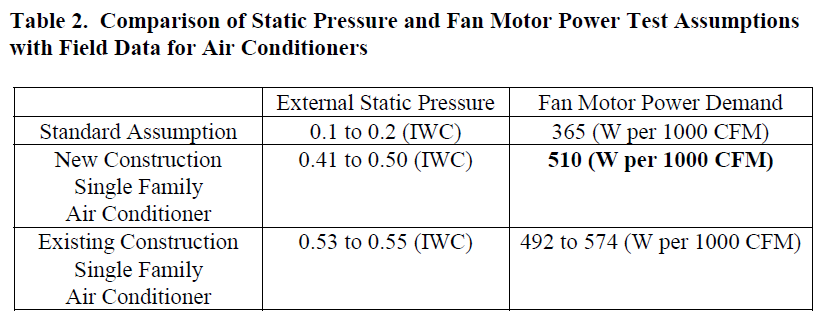 Table 2. Comparison of Static Pressure and Fan Motor Power Test Assumptions
with Field Data for Air Conditioners
External Static Pressure Fan Motor Power Demand
Standard Assumption 0.1 to 0.2 (IWC) 365 (W per 1000 CFM)
New Construction 0.41 to 0.50 (IWC) 510 (W per 1000 CFM)
Single Family
Air Conditioner
Existing Construction 0.53 to 0.55 (IWC) 492 to 574 (W per 1000 CFM)
Single Family
Air Conditioner